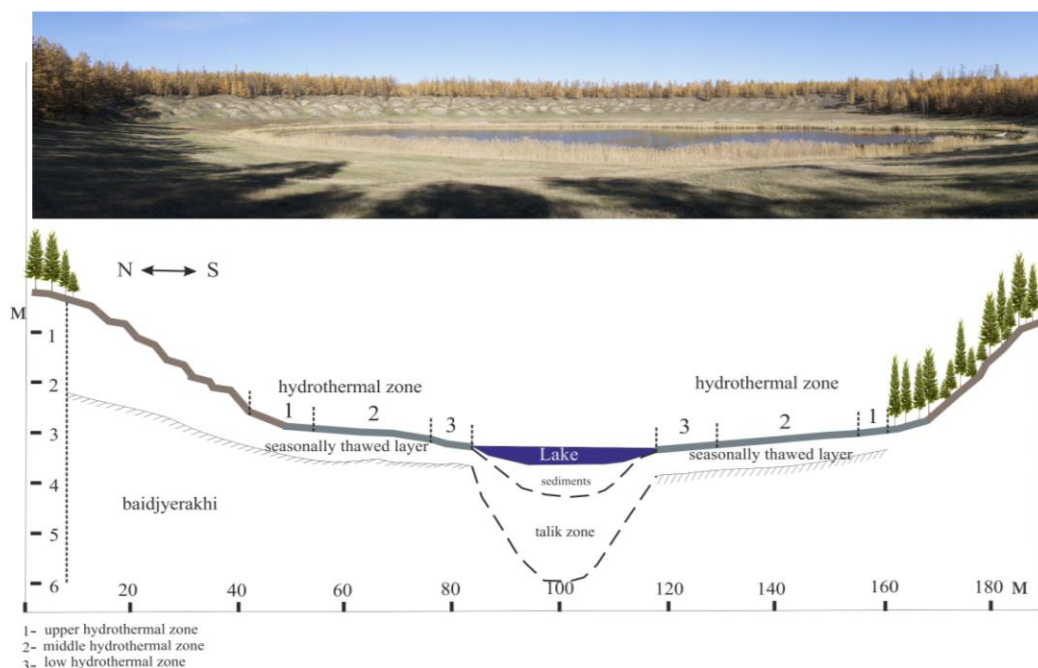 N S
M
1
2
3
4
5
6
hydrothermal zone
hydrothermal zone
1 2 3
3 2 1
seasonally thawed layer
seasonally thawed layer
Lake
sediments
talik zone
baidjyerakhi
20 40 60 80 100 120 140 160 180 M
1- upper hydrothermal zone
2- middle hydrothermal zone
3- low hydrothermal zone